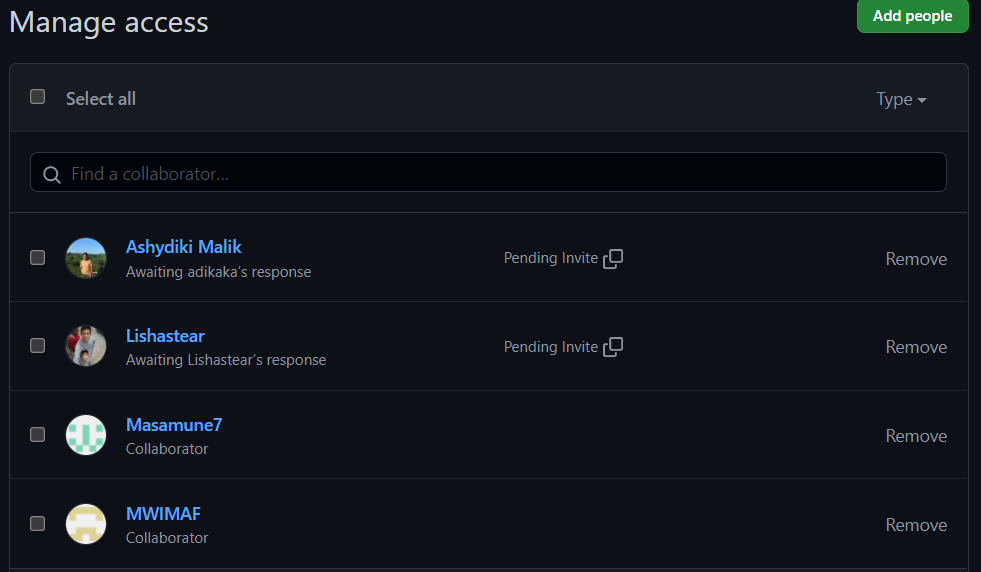 Manage access
Add people
Select all
Type
Find a collaborator...
Ashydiki Malik
Awaiting adikaka's response
Pending Invite
Remove
Lishastear
Awaiting Lishastear's response
Pending Invite
Remove
Masamune7
Collaborator
Remove
MWIMAF
Collaborator
Remove